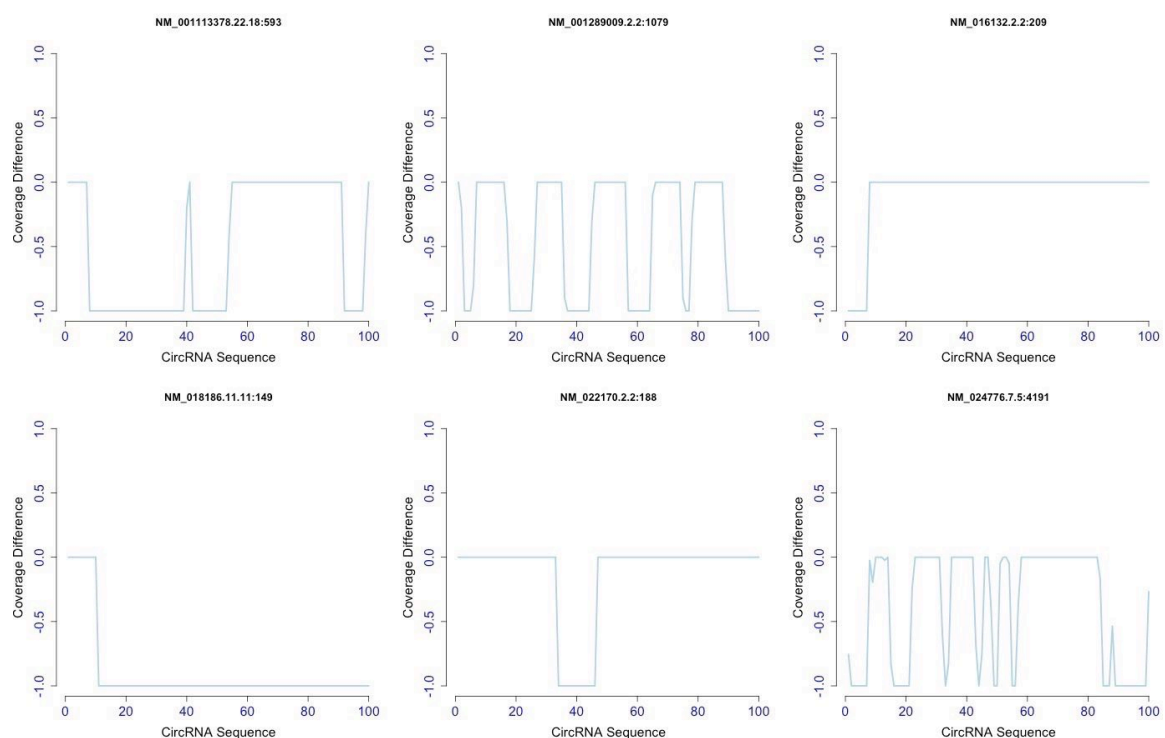 NM_001113378.22.18:593
NM_001289009.2.2:1079
NM_016132.2.2:209
Coverage Difference
1.0
0.5
0.0
-0.5
-1.0
0 20 40 60 80 100
CircRNA Sequence
Coverage Difference
1.0
0.5
0.0
-0.5
-1.0
0 20 40 60 80 100
CircRNA Sequence
Coverage Difference
1.0
0.5
0.0
-0.5
-1.0
0 20 40 60 80 100
CircRNA Sequence
NM_018186.11.11:149
NM_022170.2.2:188
NM_024776.7.5:4191
Coverage Difference
1.0
0.5
0.0
-0.5
-1.0
0 20 40 60 80 100
CircRNA Sequence
Coverage Difference
1.0
0.5
0.0
-0.5
-1.0
0 20 40 60 80 100
CircRNA Sequence
Coverage Difference
1.0
0.5
0.0
-0.5
-1.0
0 20 40 60 80 100
CircRNA Sequence